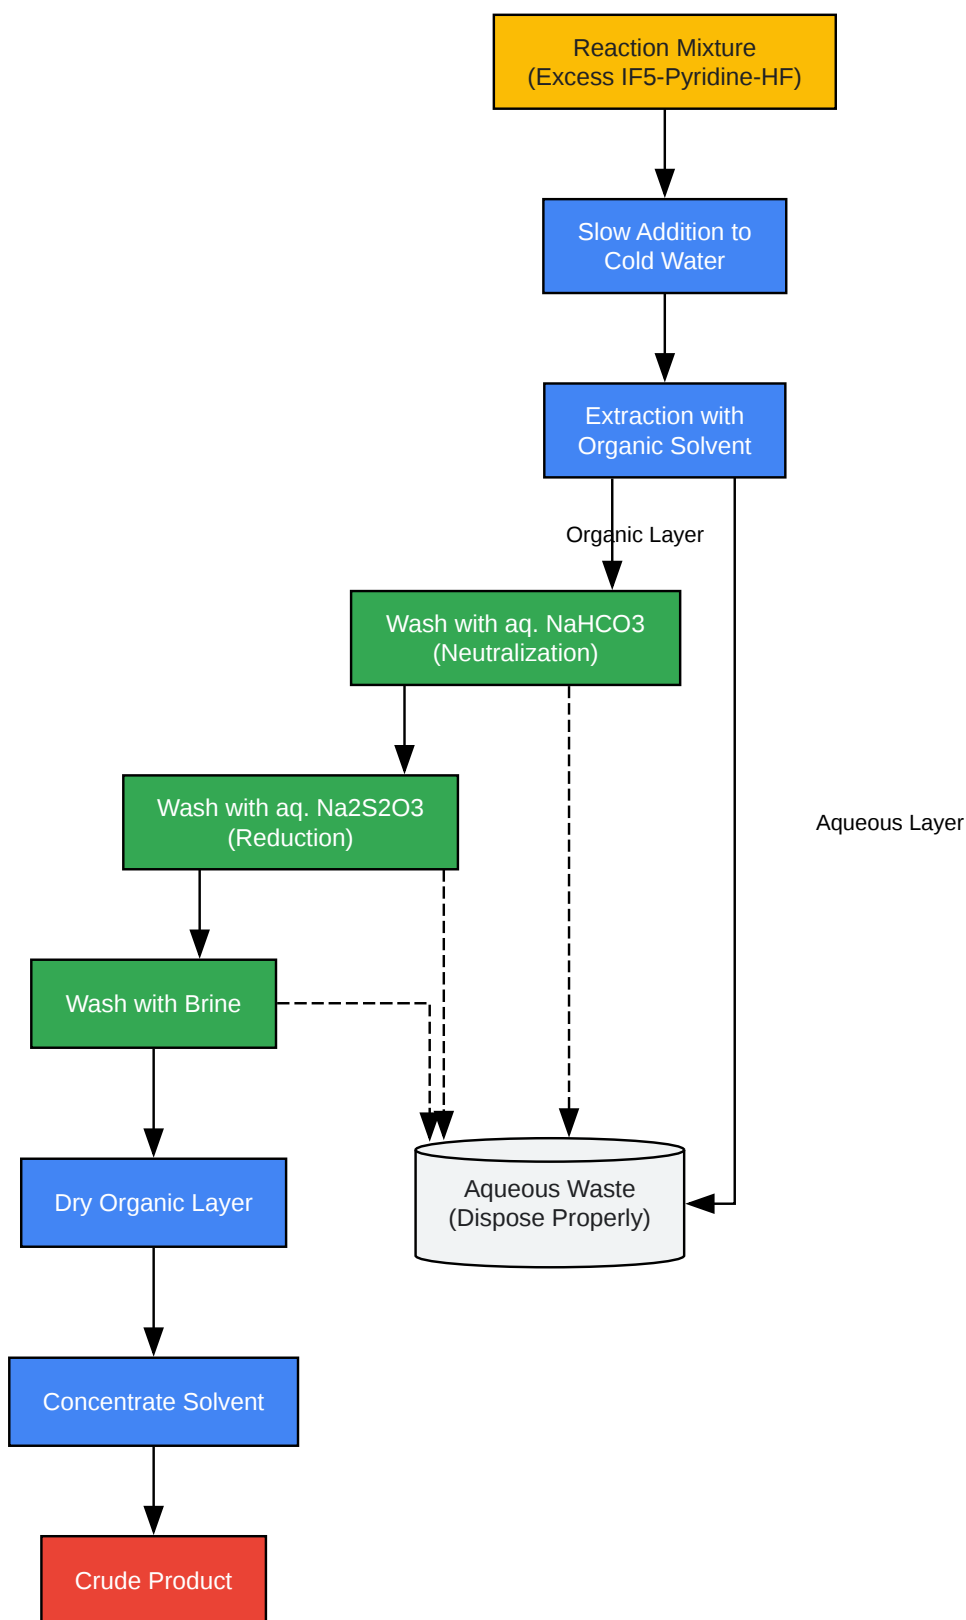 Reaction Mixture
(Excess IF5-Pyridine-HF)
Slow Addition to
Cold Water
Extraction with
Organic Solvent
Organic Layer
Wash with aq. NaHCO3
(Neutralization)
Wash with aq. Na2S2O3
(Reduction)
Aqueous Layer
Wash with Brine
Dry Organic Layer
Aqueous Waste
(Dispose Properly)
Concentrate Solvent
Crude Product